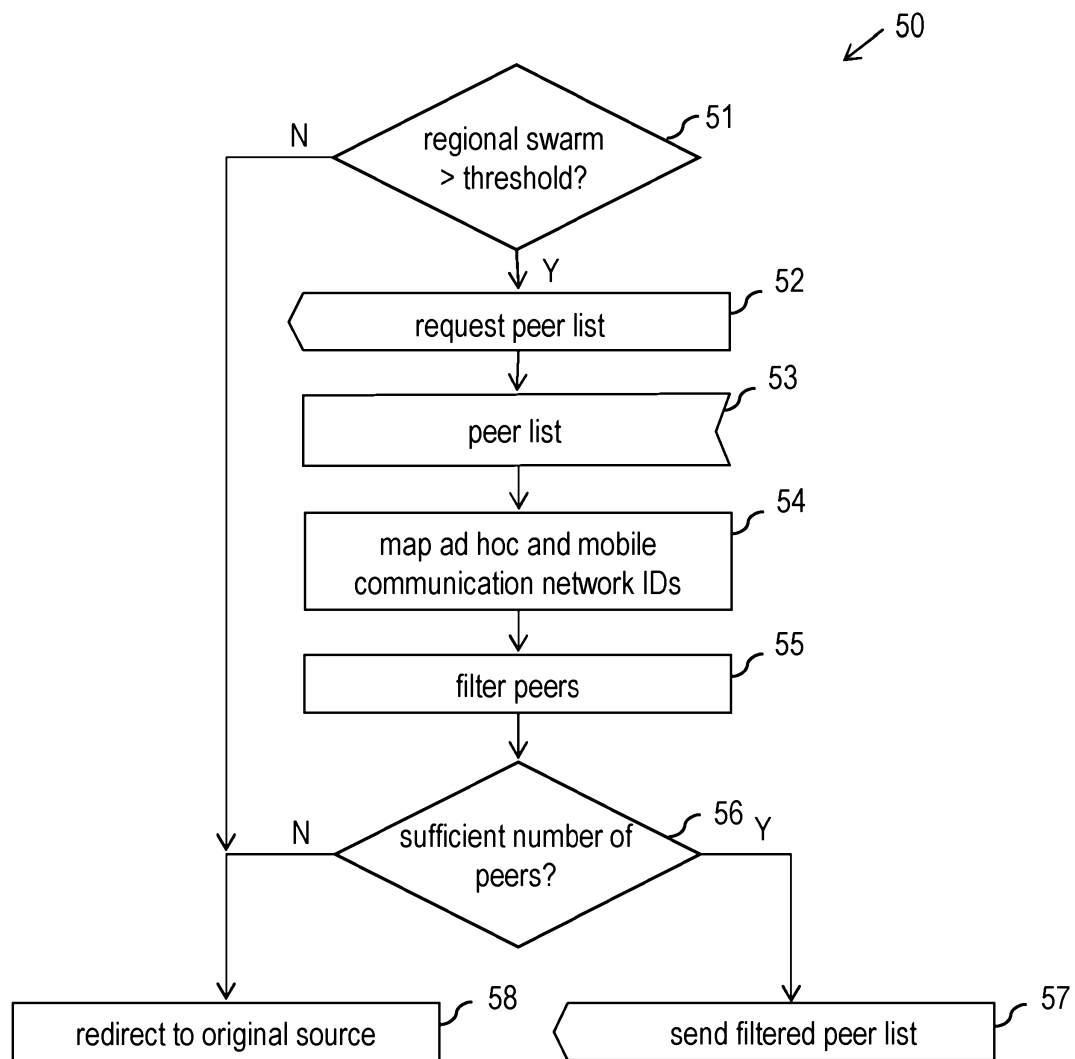 50
51
N
regional swarm
> threshold?
Y
52
request peer list
53
peer list
54
map ad hoc and mobile
communication network IDs
55
filter peers
56
N
Y
sufficient number of
peers?
58
redirect to original source
57
send filtered peer list